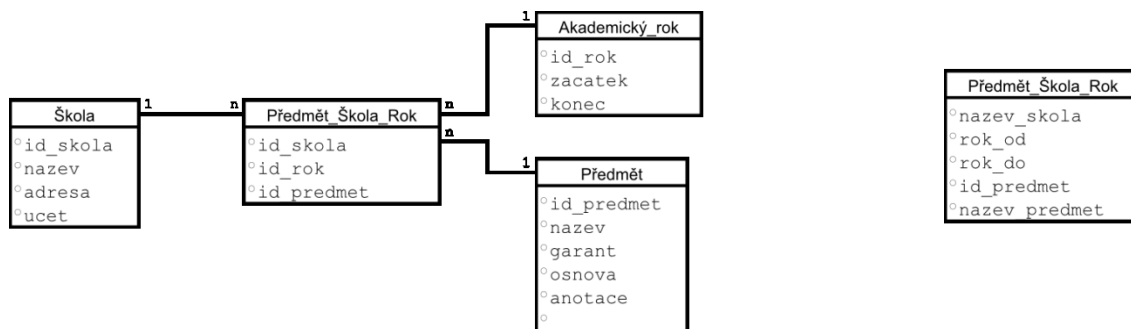 Škola
id_skola
nazev
adresa
ucet
1
n
Předmět_Škola_Rok
id_skola
id_rok
id_predmet
n
n
1
Akademický_rok
id_rok
zacatek
konec
1
Předmět
id_predmet
nazev
garant
osnova
anotace
Předmět_Škola_Rok
nazev_skola
rok_od
rok_do
id_predmet
nazev_predmet